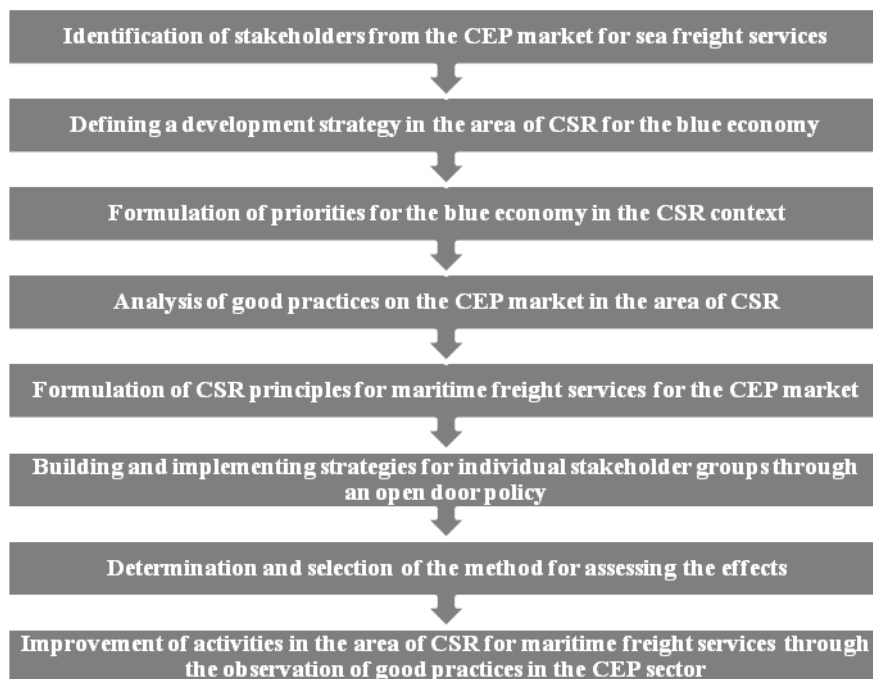 Identification of stakeholders from the CEP market for sea freight services
Defining a development strategy in the area of CSR for the blue economy
Formulation of priorities for the blue economy in the CSR context
Analysis of good practices on the CEP market in the area of CSR
Formulation of CSR principles for maritime freight services for the CEP market
Building and implementing strategies for individual stakeholder groups through
an open door policy
Determination and selection of the method for assessing the effects
Improvement of activities in the area of CSR for maritime freight services through
the observation of good practices in the CEP sector